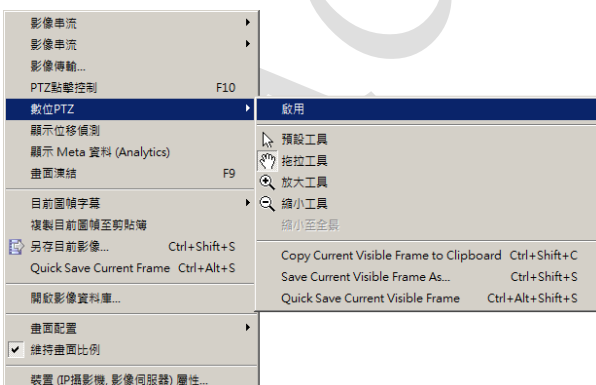 影像串流
影像串流
影像傳輸...
PTZ點擊控制 F10
數位PTZ
顯示位移偵測
顯示 Meta 資料 (Analytics)
畫面凍結 F9
目前圖幀字幕
複製目前圖幀至剪貼簿
另存目前影像... Ctrl+Shift+S
Quick Save Current Frame Ctrl+Alt+S
開啟影像資料庫...
畫面配置
維持畫面比例
裝置 (IP攝影機, 影像伺服器) 屬性...
啟用
預設工具
拖拉工具
放大工具
縮小工具
縮小至全景
Copy Current Visible Frame to Clipboard Ctrl+Shift+C
Save Current Visible Frame As... Ctrl+Shift+S
Quick Save Current Visible Frame Ctrl+Alt+Shift+S